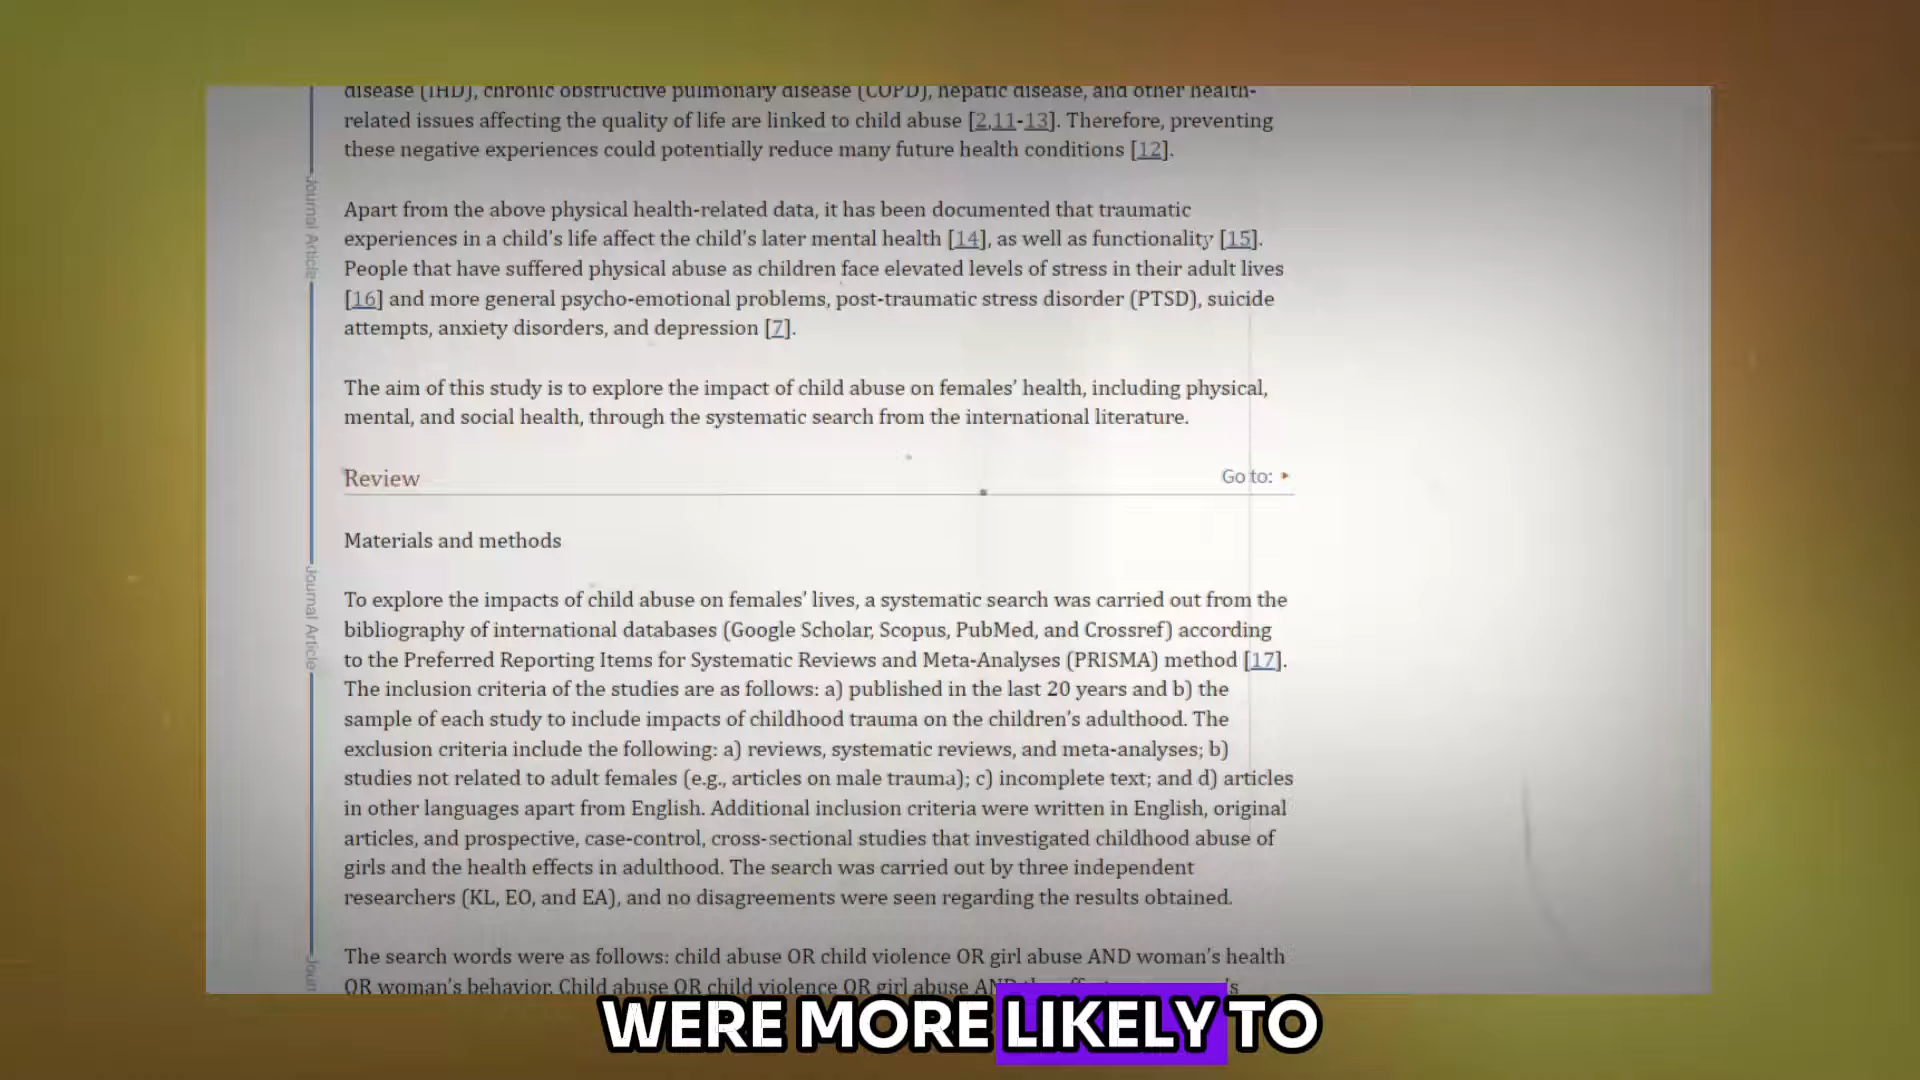 disease (IHD), chronic obstructive pulmonary disease (COPD), hepatic disease, and other health-
related issues affecting the quality of life are linked to child abuse [2,11-13]. Therefore, preventing
these negative experiences could potentially reduce many future health conditions [12].
Apart from the above physical health-related data, it has been documented that traumatic
experiences in a child's life affect the child's later mental health [14], as well as functionality [15].
People that have suffered physical abuse as children face elevated levels of stress in their adult lives
[16] and more general psycho-emotional problems, post-traumatic stress disorder (PTSD), suicide
attempts, anxiety disorders, and depression [7].
The aim of this study is to explore the impact of child abuse on females' health, including physical,
mental, and social health, through the systematic search from the international literature.
Review
Go to: ▸
Materials and methods
To explore the impacts of child abuse on females' lives, a systematic search was carried out from the
bibliography of international databases (Google Scholar, Scopus, PubMed, and Crossref) according
to the Preferred Reporting Items for Systematic Reviews and Meta-Analyses (PRISMA) method [17].
The inclusion criteria of the studies are as follows: a) published in the last 20 years and b) the
sample of each study to include impacts of childhood trauma on the children's adulthood. The
exclusion criteria include the following: a) reviews, systematic reviews, and meta-analyses; b)
studies not related to adult females (e.g., articles on male trauma); c) incomplete text; and d) articles
in other languages apart from English. Additional inclusion criteria were written in English, original
articles, and prospective, case-control, cross-sectional studies that investigated childhood abuse of
girls and the health effects in adulthood. The search was carried out by three independent
researchers (KL, EO, and EA), and no disagreements were seen regarding the results obtained.
The search words were as follows: child abuse OR child violence OR girl abuse AND woman's health
OR woman's behavior. Child abuse OR child violence OR girl abuse AND
Journal Article
Journal Article
Jour
WERE MORE LIKELY TO